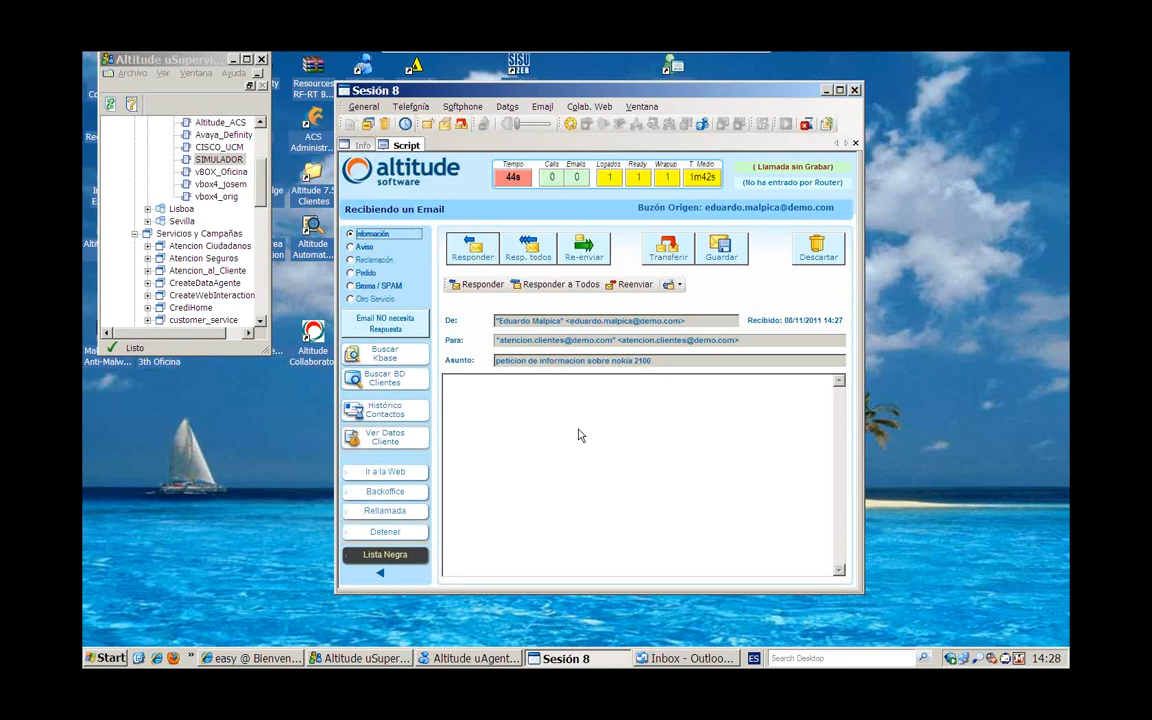 Altitude uSupervi
Archivo Ver Ventana Ayuda
Altitude_ACS
Avaya_Definity
CISCO_UCM
SIMULADOR
vBOX_Oficina
vbox4_josem
vbox4_orig
Lisboa
Sevilla
Servicios y Campañas
Atencion Ciudadanos
Atencion Seguros
Atencion_al_Cliente
CreateDataAgente
CreateWebInteraction
CrediHome
customer_service
Listo
Anti-Malw...
3th Oficina
Resources
RF-RT B...
ACS
Administr...
Altitude 7.5
Clientes
Altitude
Automat...
Altitude
Collaborato
SISU
ZER
Sesión 8
General Telefonía Softphone Datos Email Colab. Web Ventana
Info Script
altitude
software
Tiempo Calls Emails Logados Ready Wrapup T. Medio
44s 0 0 1 1 1 1m42s
( Llamada sin Grabar)
(No ha entrado por Router)
Recibiendo un Email
Buzón Origen: eduardo.malpica@demo.com
Información
Aviso
Reclamación
Pedido
Broma / SPAM
Otro Servicio
Email NO necesita
Respuesta
Buscar
Kbase
Buscar BD
Clientes
Histórico
Contactos
Ver Datos
Cliente
Ir a la Web
Backoffice
Rellamada
Detener
Lista Negra
Responder Resp. todos Re-enviar Transferir Guardar Descartar
Responder Responder a Todos Reenviar
De: "Eduardo Malpica" <eduardo.malpica@demo.com> Recibido: 08/11/2011 14:27
Para: "atencion.clientes@demo.com" <atencion.clientes@demo.com>
Asunto: peticion de informacion sobre nokia 2100
Start » easy @ Bienven... Altitude uSuper... Altitude uAgent... Sesión 8 Inbox - Outloo... ES Search Desktop 14:28